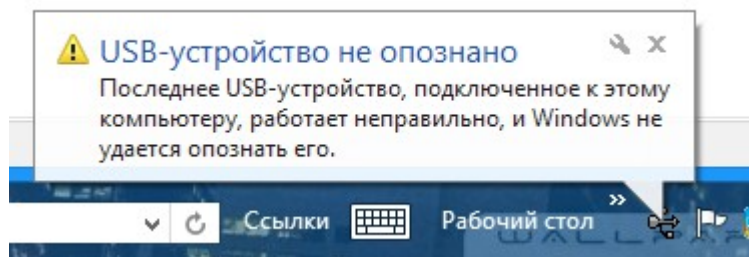 USB-устройство не опознано
Последнее USB-устройство, подключенное к этому
компьютеру, работает неправильно, и Windows не
удается опознать его.
Ссылки Рабочий стол »